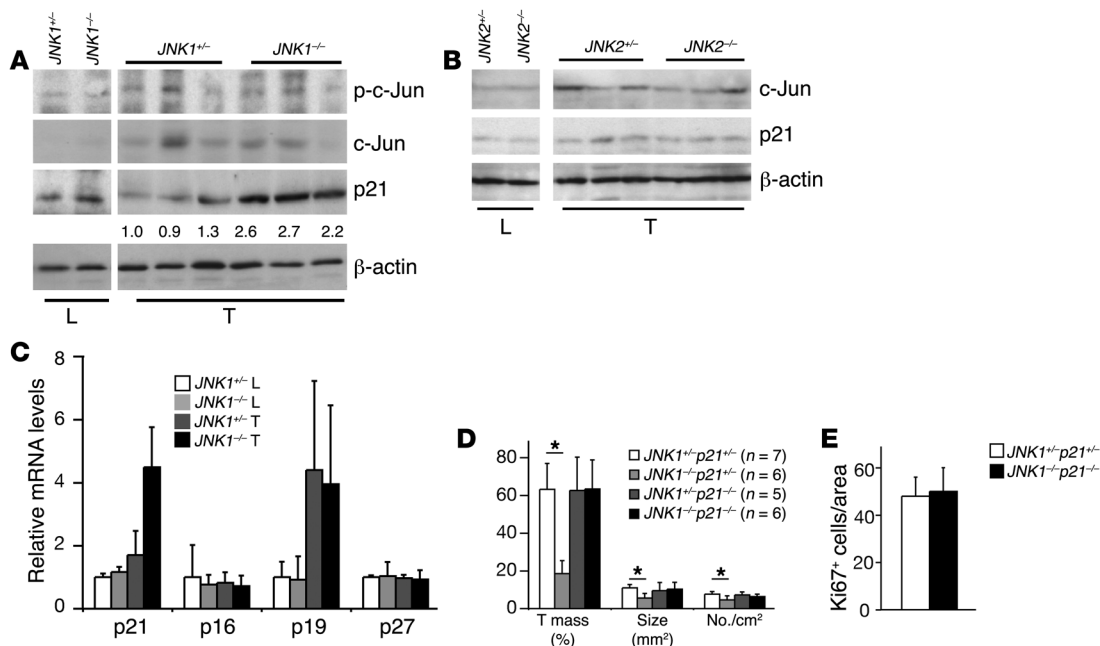 A
JNK1+/–
JNK1–/–
JNK1+/–
JNK1–/–
p-c-Jun
c-Jun
p21
1.0 0.9 1.3 2.6 2.7 2.2
β-actin
L
T
B
JNK2+/–
JNK2–/–
JNK2+/–
JNK2–/–
c-Jun
p21
β-actin
L
T
C
Relative mRNA levels
8
6
4
2
0
JNK1+/– L
JNK1–/– L
JNK1+/– T
JNK1–/– T
p21
p16
p19
p27
D
80
60
40
20
0
*
*
*
JNK1+/–p21+/– (n = 7)
JNK1–/–p21+/– (n = 6)
JNK1+/–p21–/– (n = 5)
JNK1–/–p21–/– (n = 6)
T mass
(%)
Size
(mm²)
No./cm²
E
Ki67+ cells/area
60
40
20
0
JNK1+/–p21+/–
JNK1–/–p21–/–